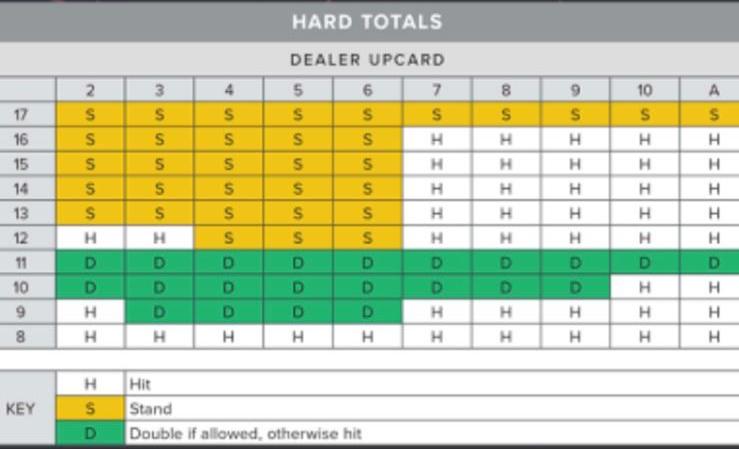 HARD TOTALS
DEALER UPCARD
2 3 4 5 6 7 8 9 10 A
17 S S S S S S S S S S
16 S S S S S H H H H H
15 S S S S S H H H H H
14 S S S S S H H H H H
13 S S S S S H H H H H
12 H H S S S H H H H H
11 D D D D D D D D D D
10 D D D D D D D D H H
9 H D D D D H H H H H
8 H H H H H H H H H H
H Hit
KEY S Stand
D Double if allowed, otherwise hit